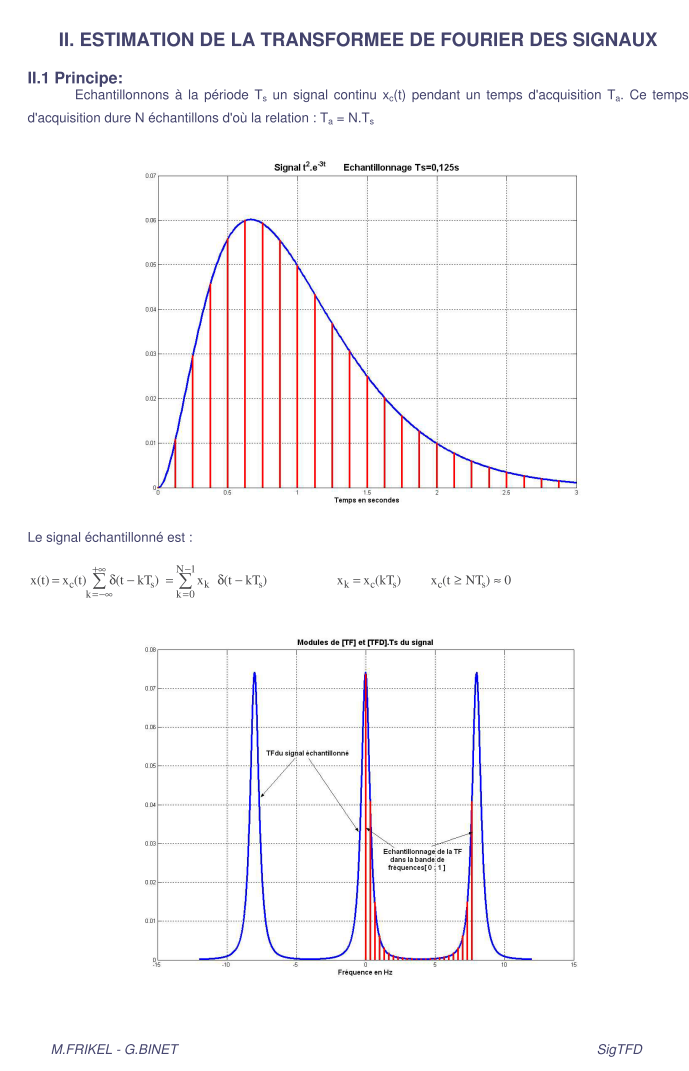 II. ESTIMATION DE LA TRANSFORMEE DE FOURIER DES SIGNAUX
II.1 Principe:
Echantillonnons à la période Ts un signal continu xc(t) pendant un temps d'acquisition Ta. Ce temps
d'acquisition dure N échantillons d'où la relation : Ta = N.Ts
Signal t².e⁻³ᵗ Echantillonnage Ts=0,125s
0.07
0.06
0.05
0.04
0.03
0.02
0.01
0
0 0.5 1 1.5 2 2.5 3
Temps en secondes
Le signal échantillonné est :
x(t) = xc(t) ∑_{k=−∞}^{+∞} δ(t − kTs) = ∑_{k=0}^{N−1} xk δ(t − kTs) xk = xc(kTs) xc(t ≥ NTs) ≈ 0
Modules de [TF] et [TFD].Ts du signal
0.08
0.07
0.06
TFdu signal échantillonné
0.05
0.04
0.03
Echantillonnage de la TF
dans la bande de
fréquences[ 0 ; 1 ]
0.02
0.01
0
-15 -10 -5 0 5 10 15
Fréquence en Hz
M.FRIKEL - G.BINET SigTFD